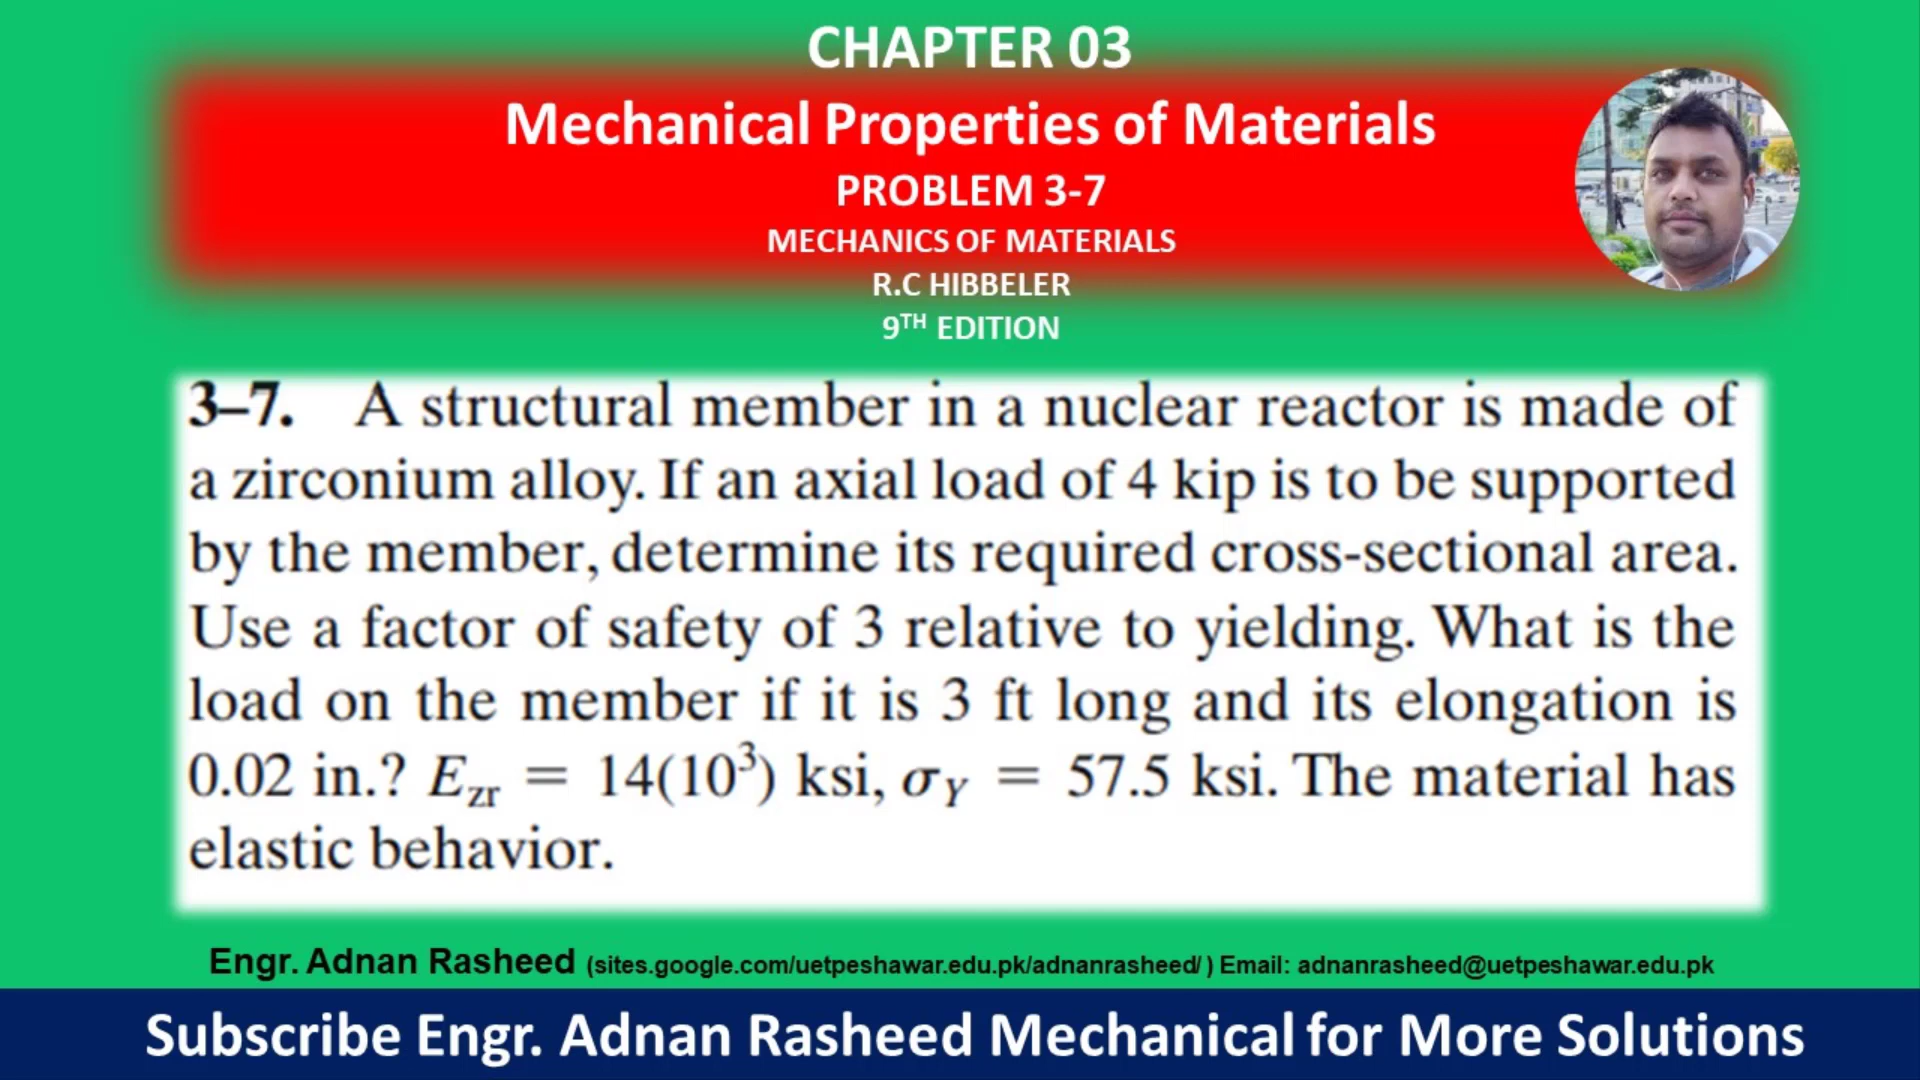 CHAPTER 03
Mechanical Properties of Materials
PROBLEM 3-7
MECHANICS OF MATERIALS
R.C HIBBELER
9TH EDITION
3–7. A structural member in a nuclear reactor is made of
a zirconium alloy. If an axial load of 4 kip is to be supported
by the member, determine its required cross-sectional area.
Use a factor of safety of 3 relative to yielding. What is the
load on the member if it is 3 ft long and its elongation is
0.02 in.? E_zr = 14(10³) ksi, σ_Y = 57.5 ksi. The material has
elastic behavior.
Engr. Adnan Rasheed (sites.google.com/uetpeshawar.edu.pk/adnanrasheed/ ) Email: adnanrasheed@uetpeshawar.edu.pk
Subscribe Engr. Adnan Rasheed Mechanical for More Solutions